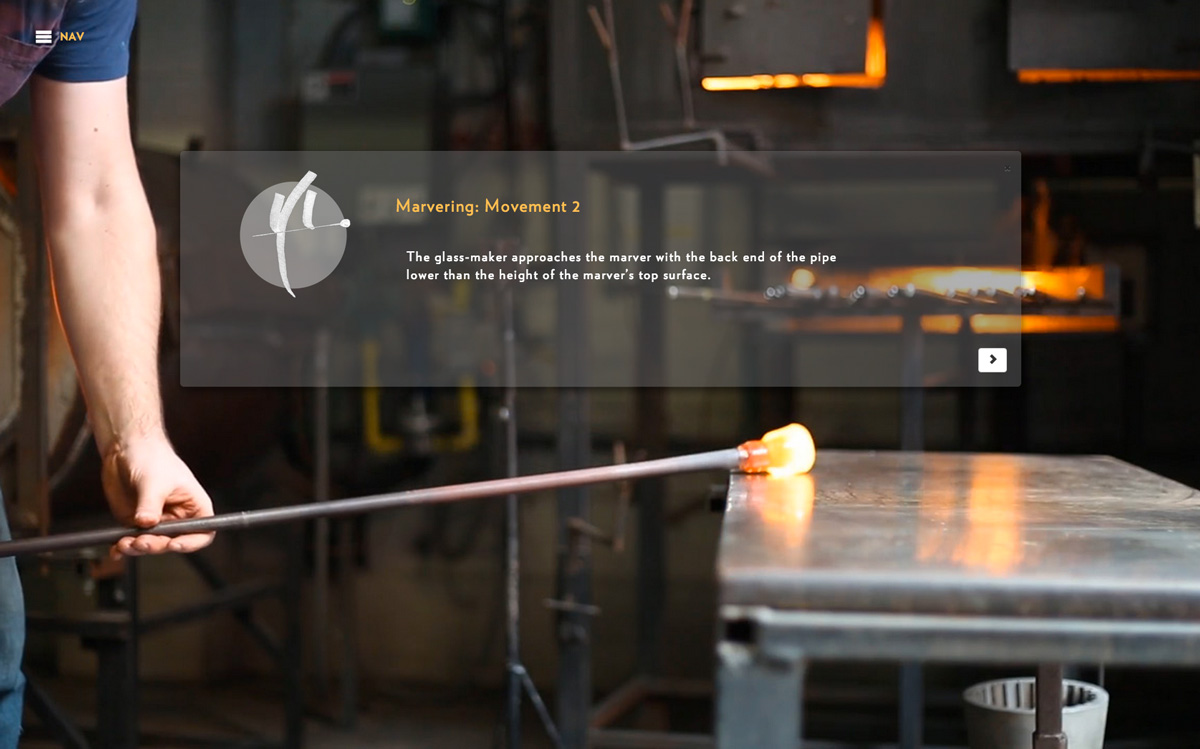 NAV
Marvering: Movement 2
The glass-maker approaches the marver with the back end of the pipe
lower than the height of the marver's top surface.